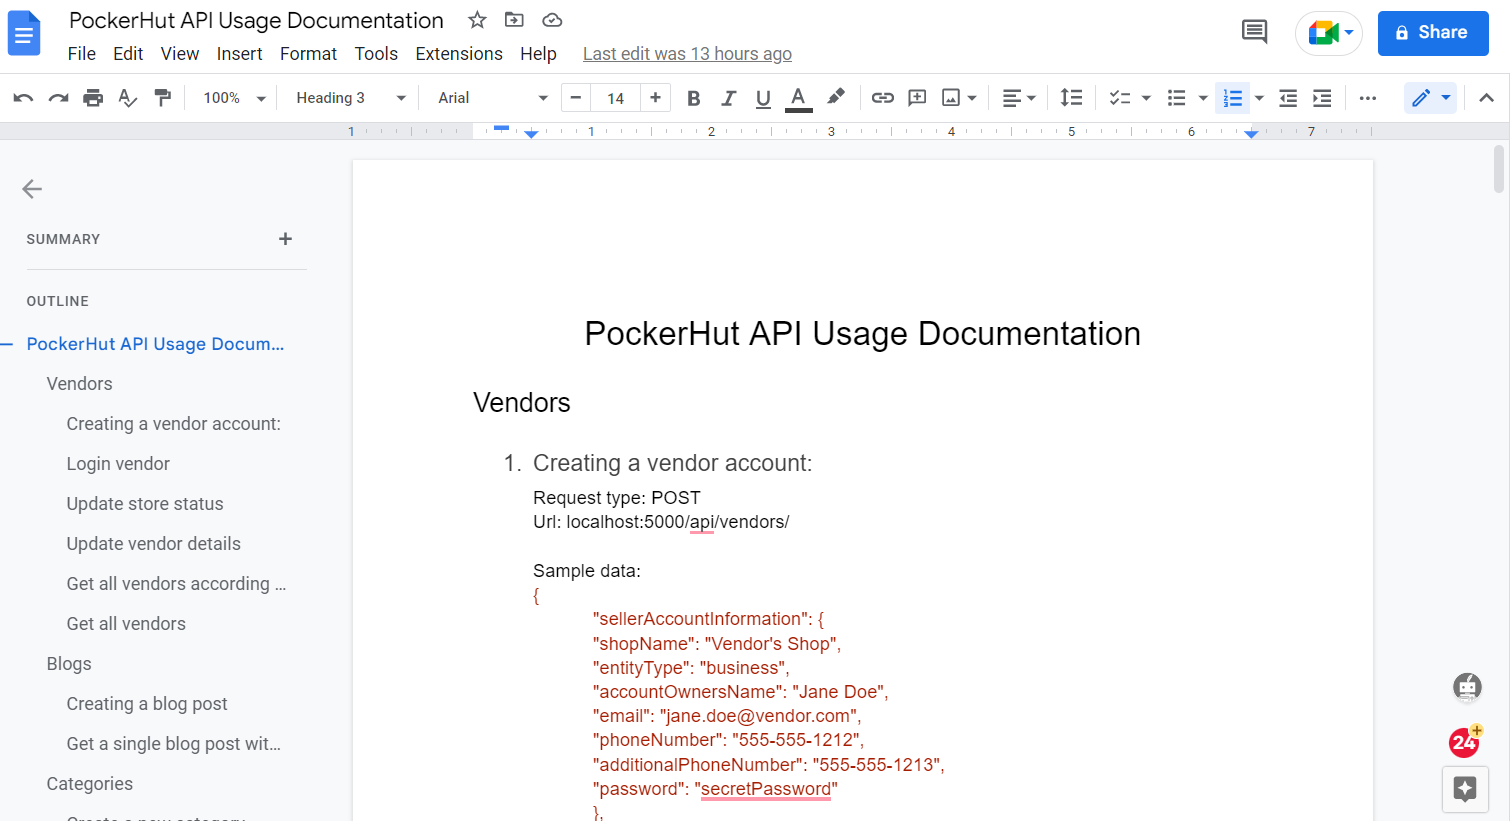 PockerHut API Usage Documentation
File Edit View Insert Format Tools Extensions Help Last edit was 13 hours ago
Share
100% Heading 3 Arial 14 B I U A
1 1 2 3 4 5 6 7
SUMMARY
OUTLINE
PockerHut API Usage Docum...
Vendors
Creating a vendor account:
Login vendor
Update store status
Update vendor details
Get all vendors according ...
Get all vendors
Blogs
Creating a blog post
Get a single blog post wit...
Categories
Create a new category
PockerHut API Usage Documentation
Vendors
1. Creating a vendor account:
Request type: POST
Url: localhost:5000/api/vendors/
Sample data:
{
"sellerAccountInformation": {
"shopName": "Vendor's Shop",
"entityType": "business",
"accountOwnersName": "Jane Doe",
"email": "jane.doe@vendor.com",
"phoneNumber": "555-555-1212",
"additionalPhoneNumber": "555-555-1213",
"password": "secretPassword"
},
24